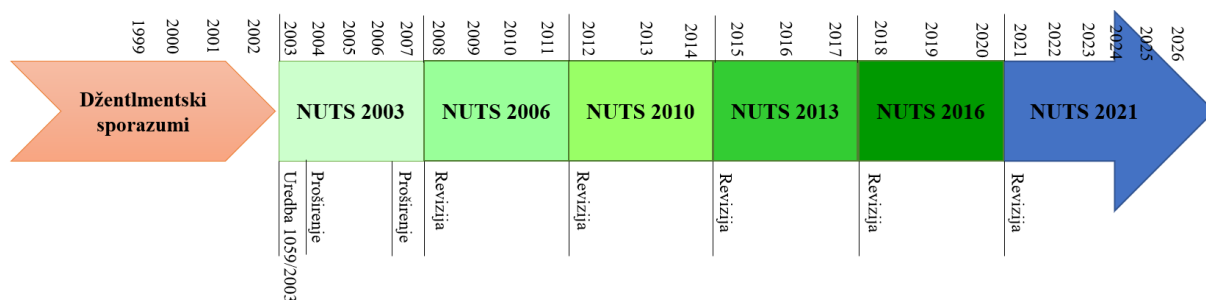 1999
2000
2001
2002
2003
2004
2005
2006
2007
2008
2009
2010
2011
2012
2013
2014
2015
2016
2017
2018
2019
2020
2021
2022
2023
2024
2025
2026
Džentlmentski
sporazumi
NUTS 2003
NUTS 2006
NUTS 2010
NUTS 2013
NUTS 2016
NUTS 2021
Uredba 1059/2003
Proširenje
Proširenje
Revizija
Revizija
Revizija
Revizija
Revizija